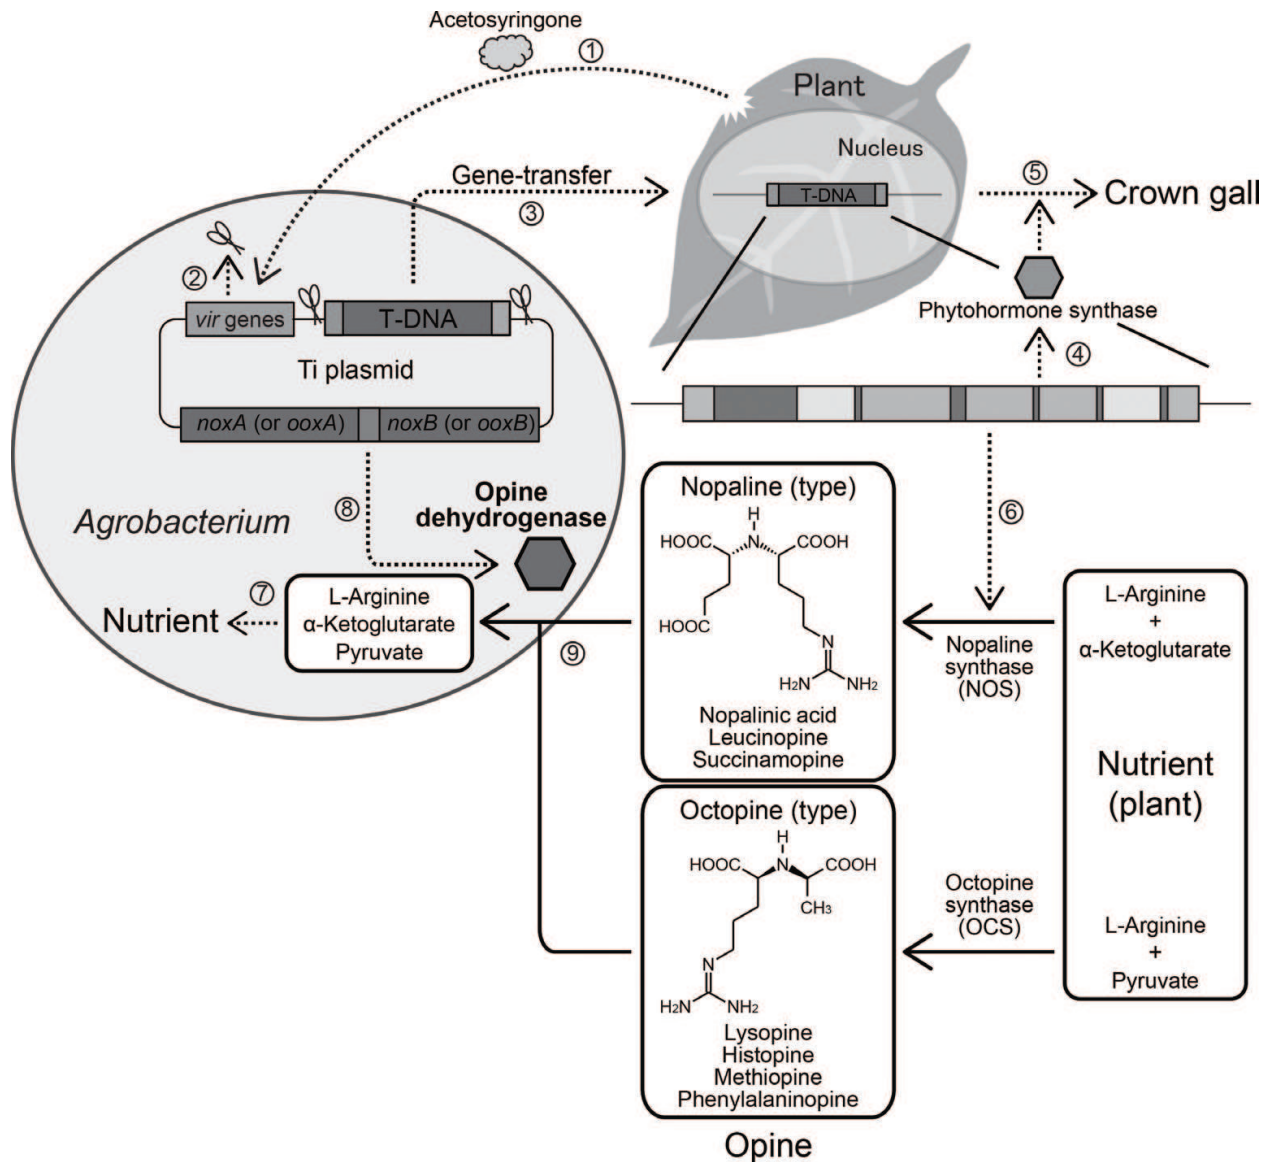 Acetosyringone
①
Plant
Nucleus
T-DNA
Gene-transfer
③
⑤
Crown gall
②
vir genes
T-DNA
Ti plasmid
noxA (or ooxA)
noxB (or ooxB)
Phytohormone synthase
④
⑧
Opine
dehydrogenase
Agrobacterium
⑦
Nutrient
L-Arginine
α-Ketoglutarate
Pyruvate
⑨
Nopaline (type)
H
HOOC
N
COOH
HOOC
N
H₂N
NH₂
Nopalinic acid
Leucinopine
Succinamopine
⑥
Nopaline
synthase
(NOS)
L-Arginine
+
α-Ketoglutarate
Nutrient
(plant)
Octopine (type)
H
HOOC
N
COOH
CH₃
N
H₂N
NH₂
Lysopine
Histopine
Methiopine
Phenylalaninopine
Octopine
synthase
(OCS)
L-Arginine
+
Pyruvate
Opine